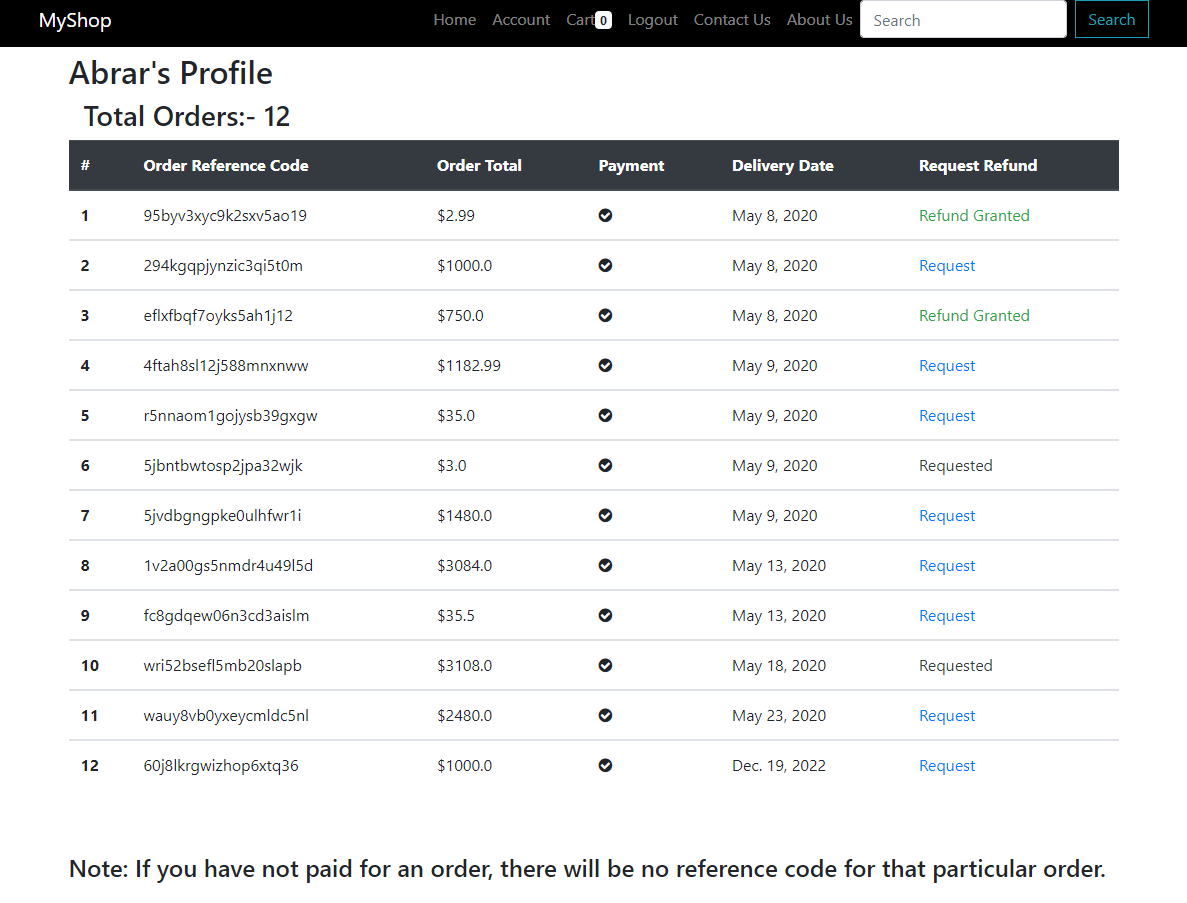 MyShop Home Account Cart 0 Logout Contact Us About Us Search Search
Abrar's Profile
Total Orders:- 12
# Order Reference Code Order Total Payment Delivery Date Request Refund
1 95byv3xyc9k2sxv5ao19 $2.99 May 8, 2020 Refund Granted
2 294kgqpjynzic3qi5t0m $1000.0 May 8, 2020 Request
3 eflxfbqf7oyks5ah1j12 $750.0 May 8, 2020 Refund Granted
4 4ftah8sl12j588mnxnww $1182.99 May 9, 2020 Request
5 r5nnaom1gojysb39gxgw $35.0 May 9, 2020 Request
6 5jbntbwtosp2jpa32wjk $3.0 May 9, 2020 Requested
7 5jvdbgngpke0ulhfwr1i $1480.0 May 9, 2020 Request
8 1v2a00gs5nmdr4u49l5d $3084.0 May 13, 2020 Request
9 fc8gdqew06n3cd3aislm $35.5 May 13, 2020 Request
10 wri52bsefl5mb20slapb $3108.0 May 18, 2020 Requested
11 wauy8vb0yxeycmldc5nl $2480.0 May 23, 2020 Request
12 60j8lkrgwizhop6xtq36 $1000.0 Dec. 19, 2022 Request
Note: If you have not paid for an order, there will be no reference code for that particular order.